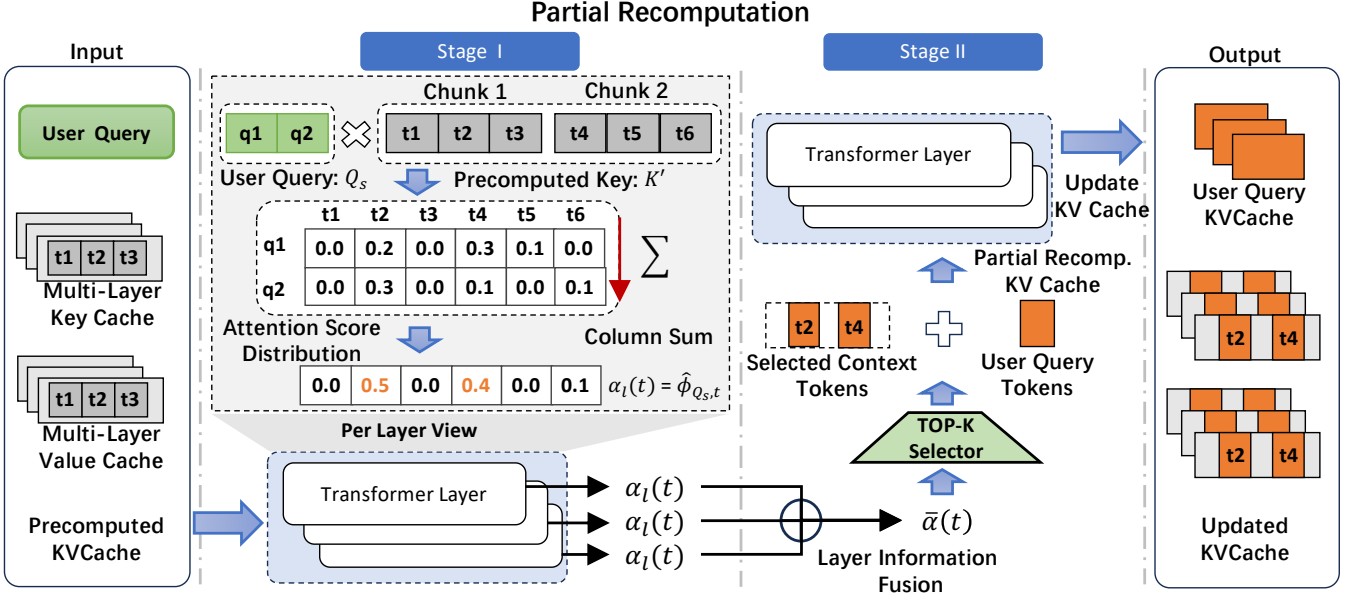 Partial Recomputation
Input
User Query
t1 t2 t3
Multi-Layer
Key Cache
t1 t2 t3
Multi-Layer
Value Cache
Precomputed
KVCache
Stage I
Chunk 1 Chunk 2
q1 q2 t1 t2 t3 t4 t5 t6
User Query: Q_s Precomputed Key: K′
t1 t2 t3 t4 t5 t6
q1 0.0 0.2 0.0 0.3 0.1 0.0
q2 0.0 0.3 0.0 0.1 0.0 0.1
∑
Attention Score
Distribution
Column Sum
0.0 0.5 0.0 0.4 0.0 0.1 α_l(t) = φ̂_{Q_s,t}
Per Layer View
Transformer Layer
α_l(t)
α_l(t)
α_l(t)
Layer Information
Fusion
ᾱ(t)
Stage II
Transformer Layer
Update
KV Cache
Partial Recomp.
KV Cache
t2 t4
Selected Context
Tokens
User Query
Tokens
TOP-K
Selector
Output
User Query
KVCache
t2 t4
t2 t4
Updated
KVCache